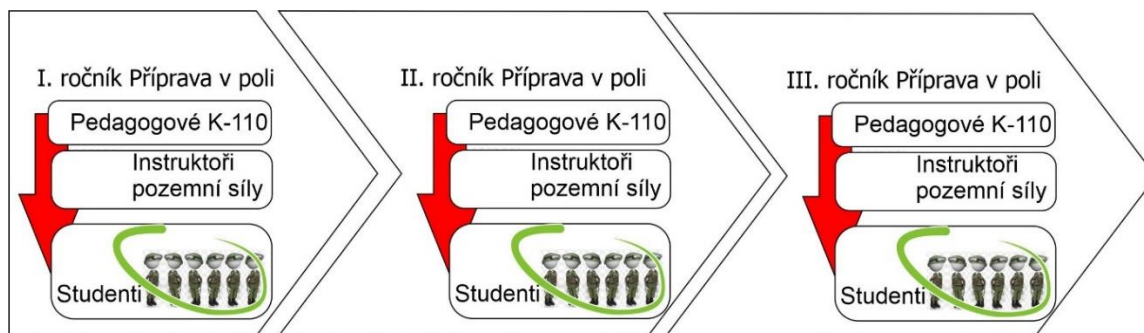 I. ročník Příprava v poli
Pedagogové K-110
Instruktoři
pozemní síly
Studenti
II. ročník Příprava v poli
Pedagogové K-110
Instruktoři
pozemní síly
Studenti
III. ročník Příprava v poli
Pedagogové K-110
Instruktoři
pozemní síly
Studenti